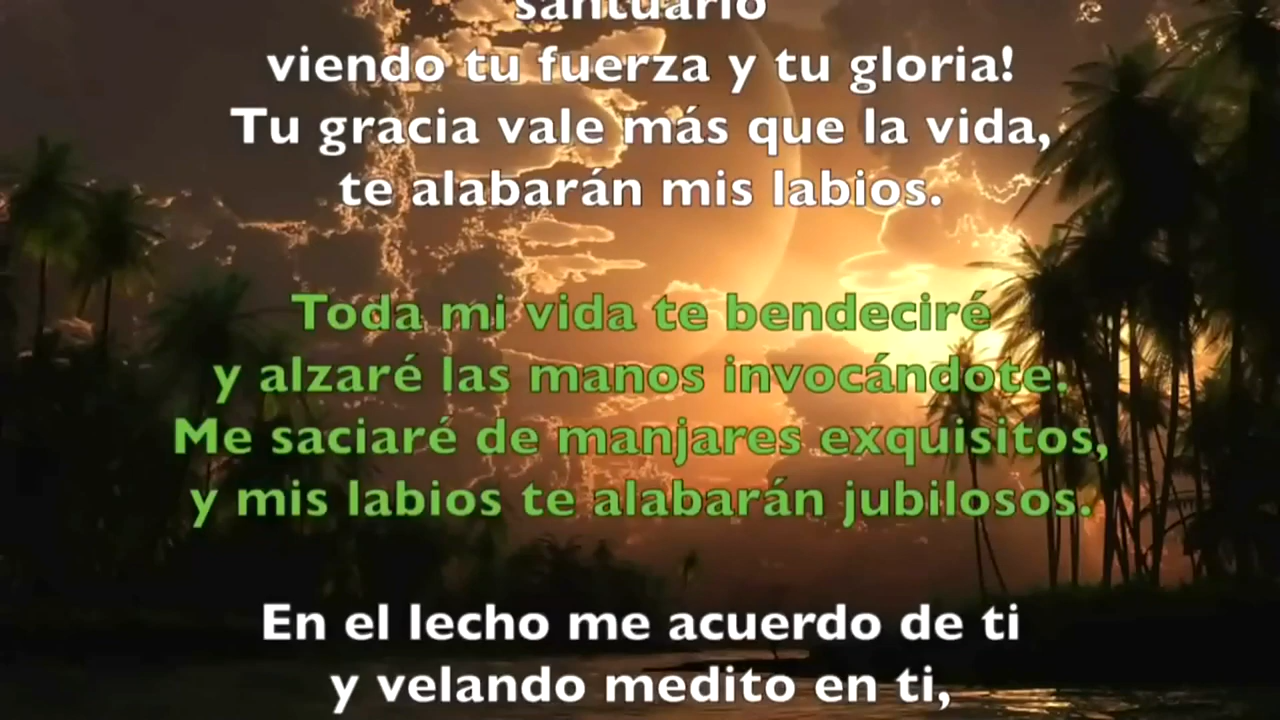 santuario
viendo tu fuerza y tu gloria!
Tu gracia vale más que la vida,
te alabarán mis labios.
Toda mi vida te bendeciré
y alzaré las manos invocándote.
Me saciaré de manjares exquisitos,
y mis labios te alabarán jubilosos.
En el lecho me acuerdo de ti
y velando medito en ti,